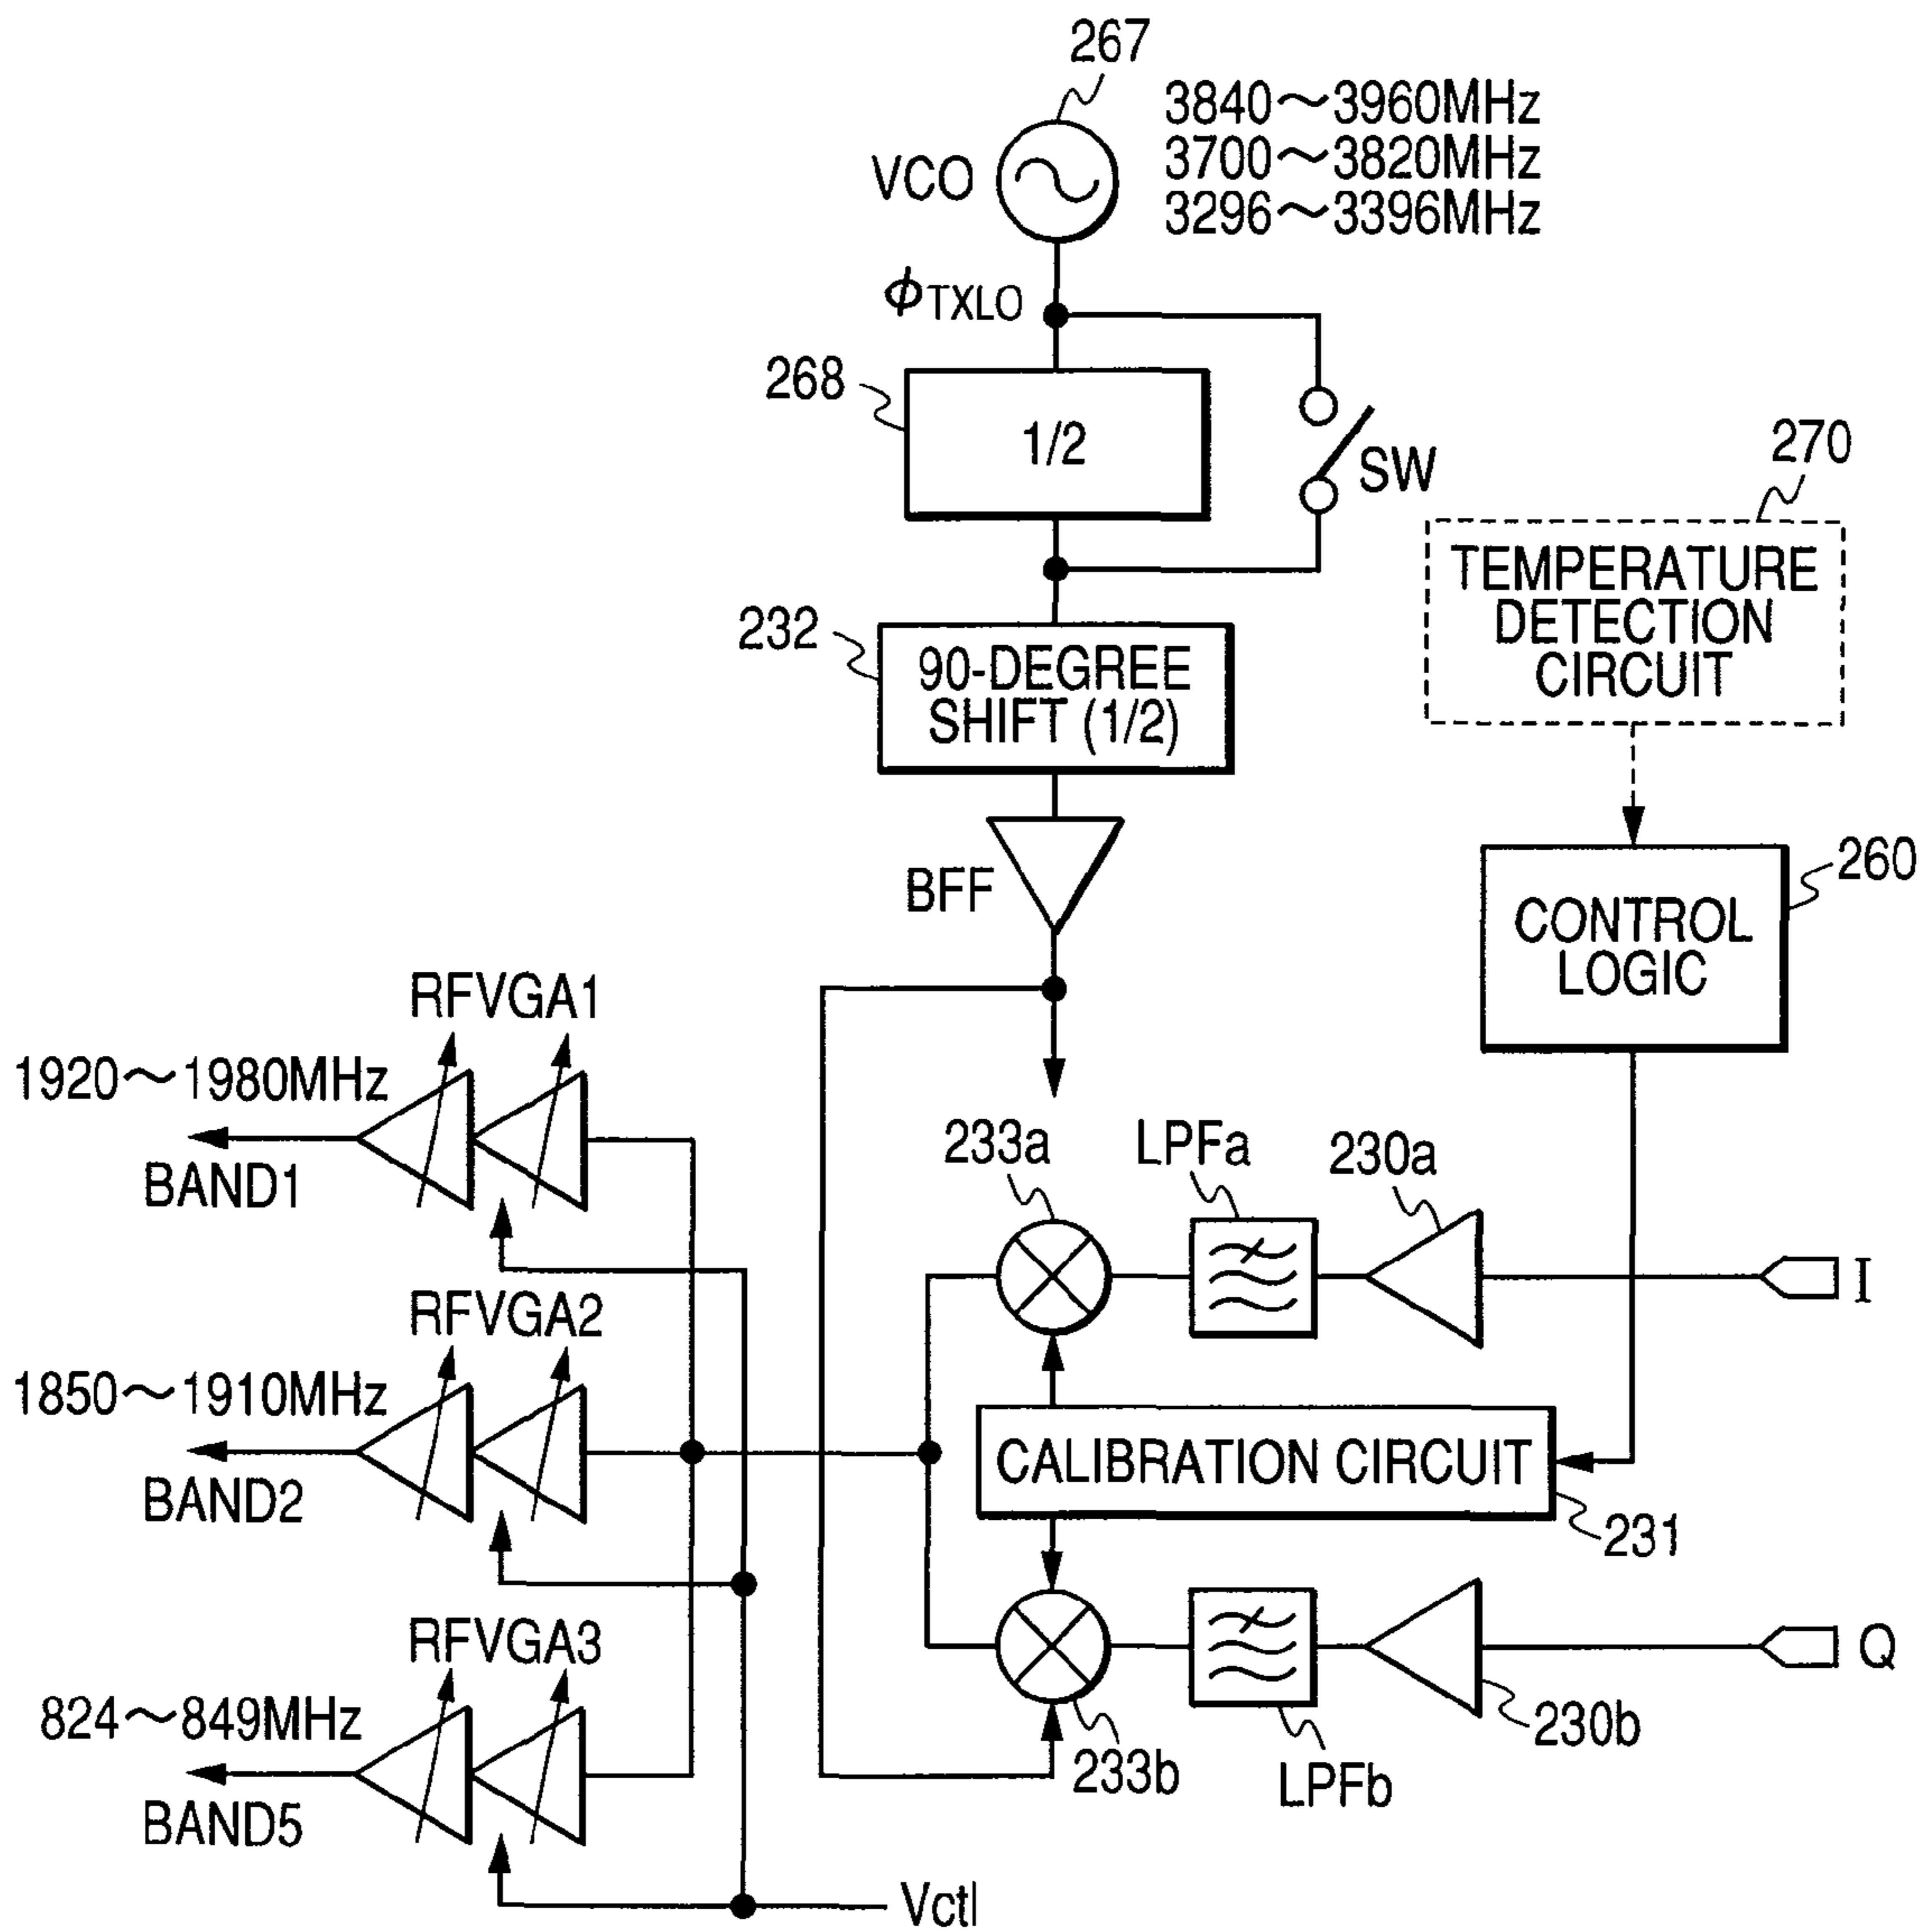 267
3840～3960MHz
3700～3820MHz
3296～3396MHz
VCO
ϕTXLO
268
1/2
SW
270
TEMPERATURE
DETECTION
CIRCUIT
232
90-DEGREE
SHIFT (1/2)
260
BFF
CONTROL
LOGIC
RFVGA1
1920～1980MHz
BAND1
233a
LPFa
230a
I
RFVGA2
1850～1910MHz
BAND2
CALIBRATION CIRCUIT
231
RFVGA3
Q
824～849MHz
BAND5
233b
LPFb
230b
Vctl